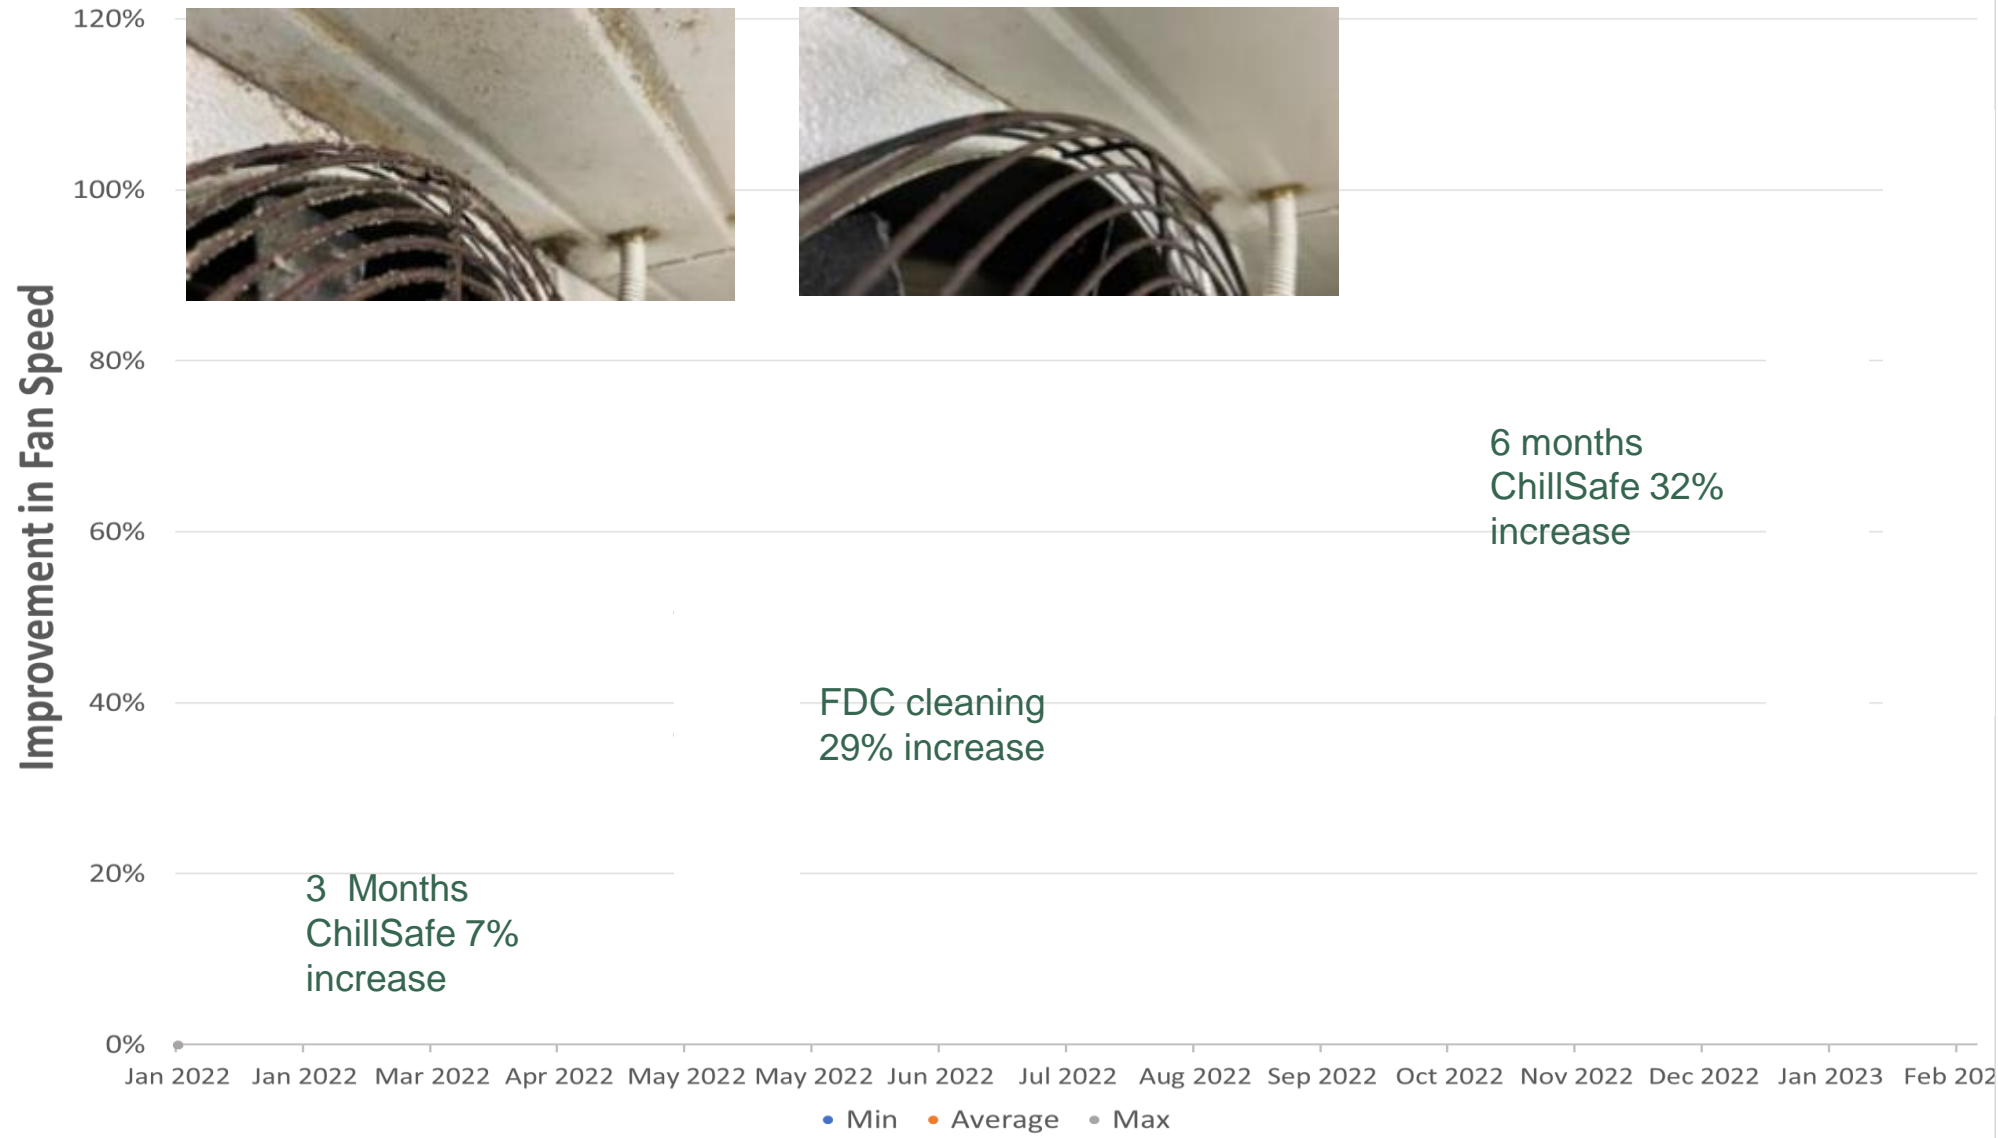 120%
100%
80%
60%
40%
20%
0%
Improvement in Fan Speed
6 months
ChillSafe 32%
increase
FDC cleaning
29% increase
3 Months
ChillSafe 7%
increase
Jan 2022 Jan 2022 Mar 2022 Apr 2022 May 2022 May 2022 Jun 2022 Jul 2022 Aug 2022 Sep 2022 Oct 2022 Nov 2022 Dec 2022 Jan 2023 Feb 202
Min Average Max